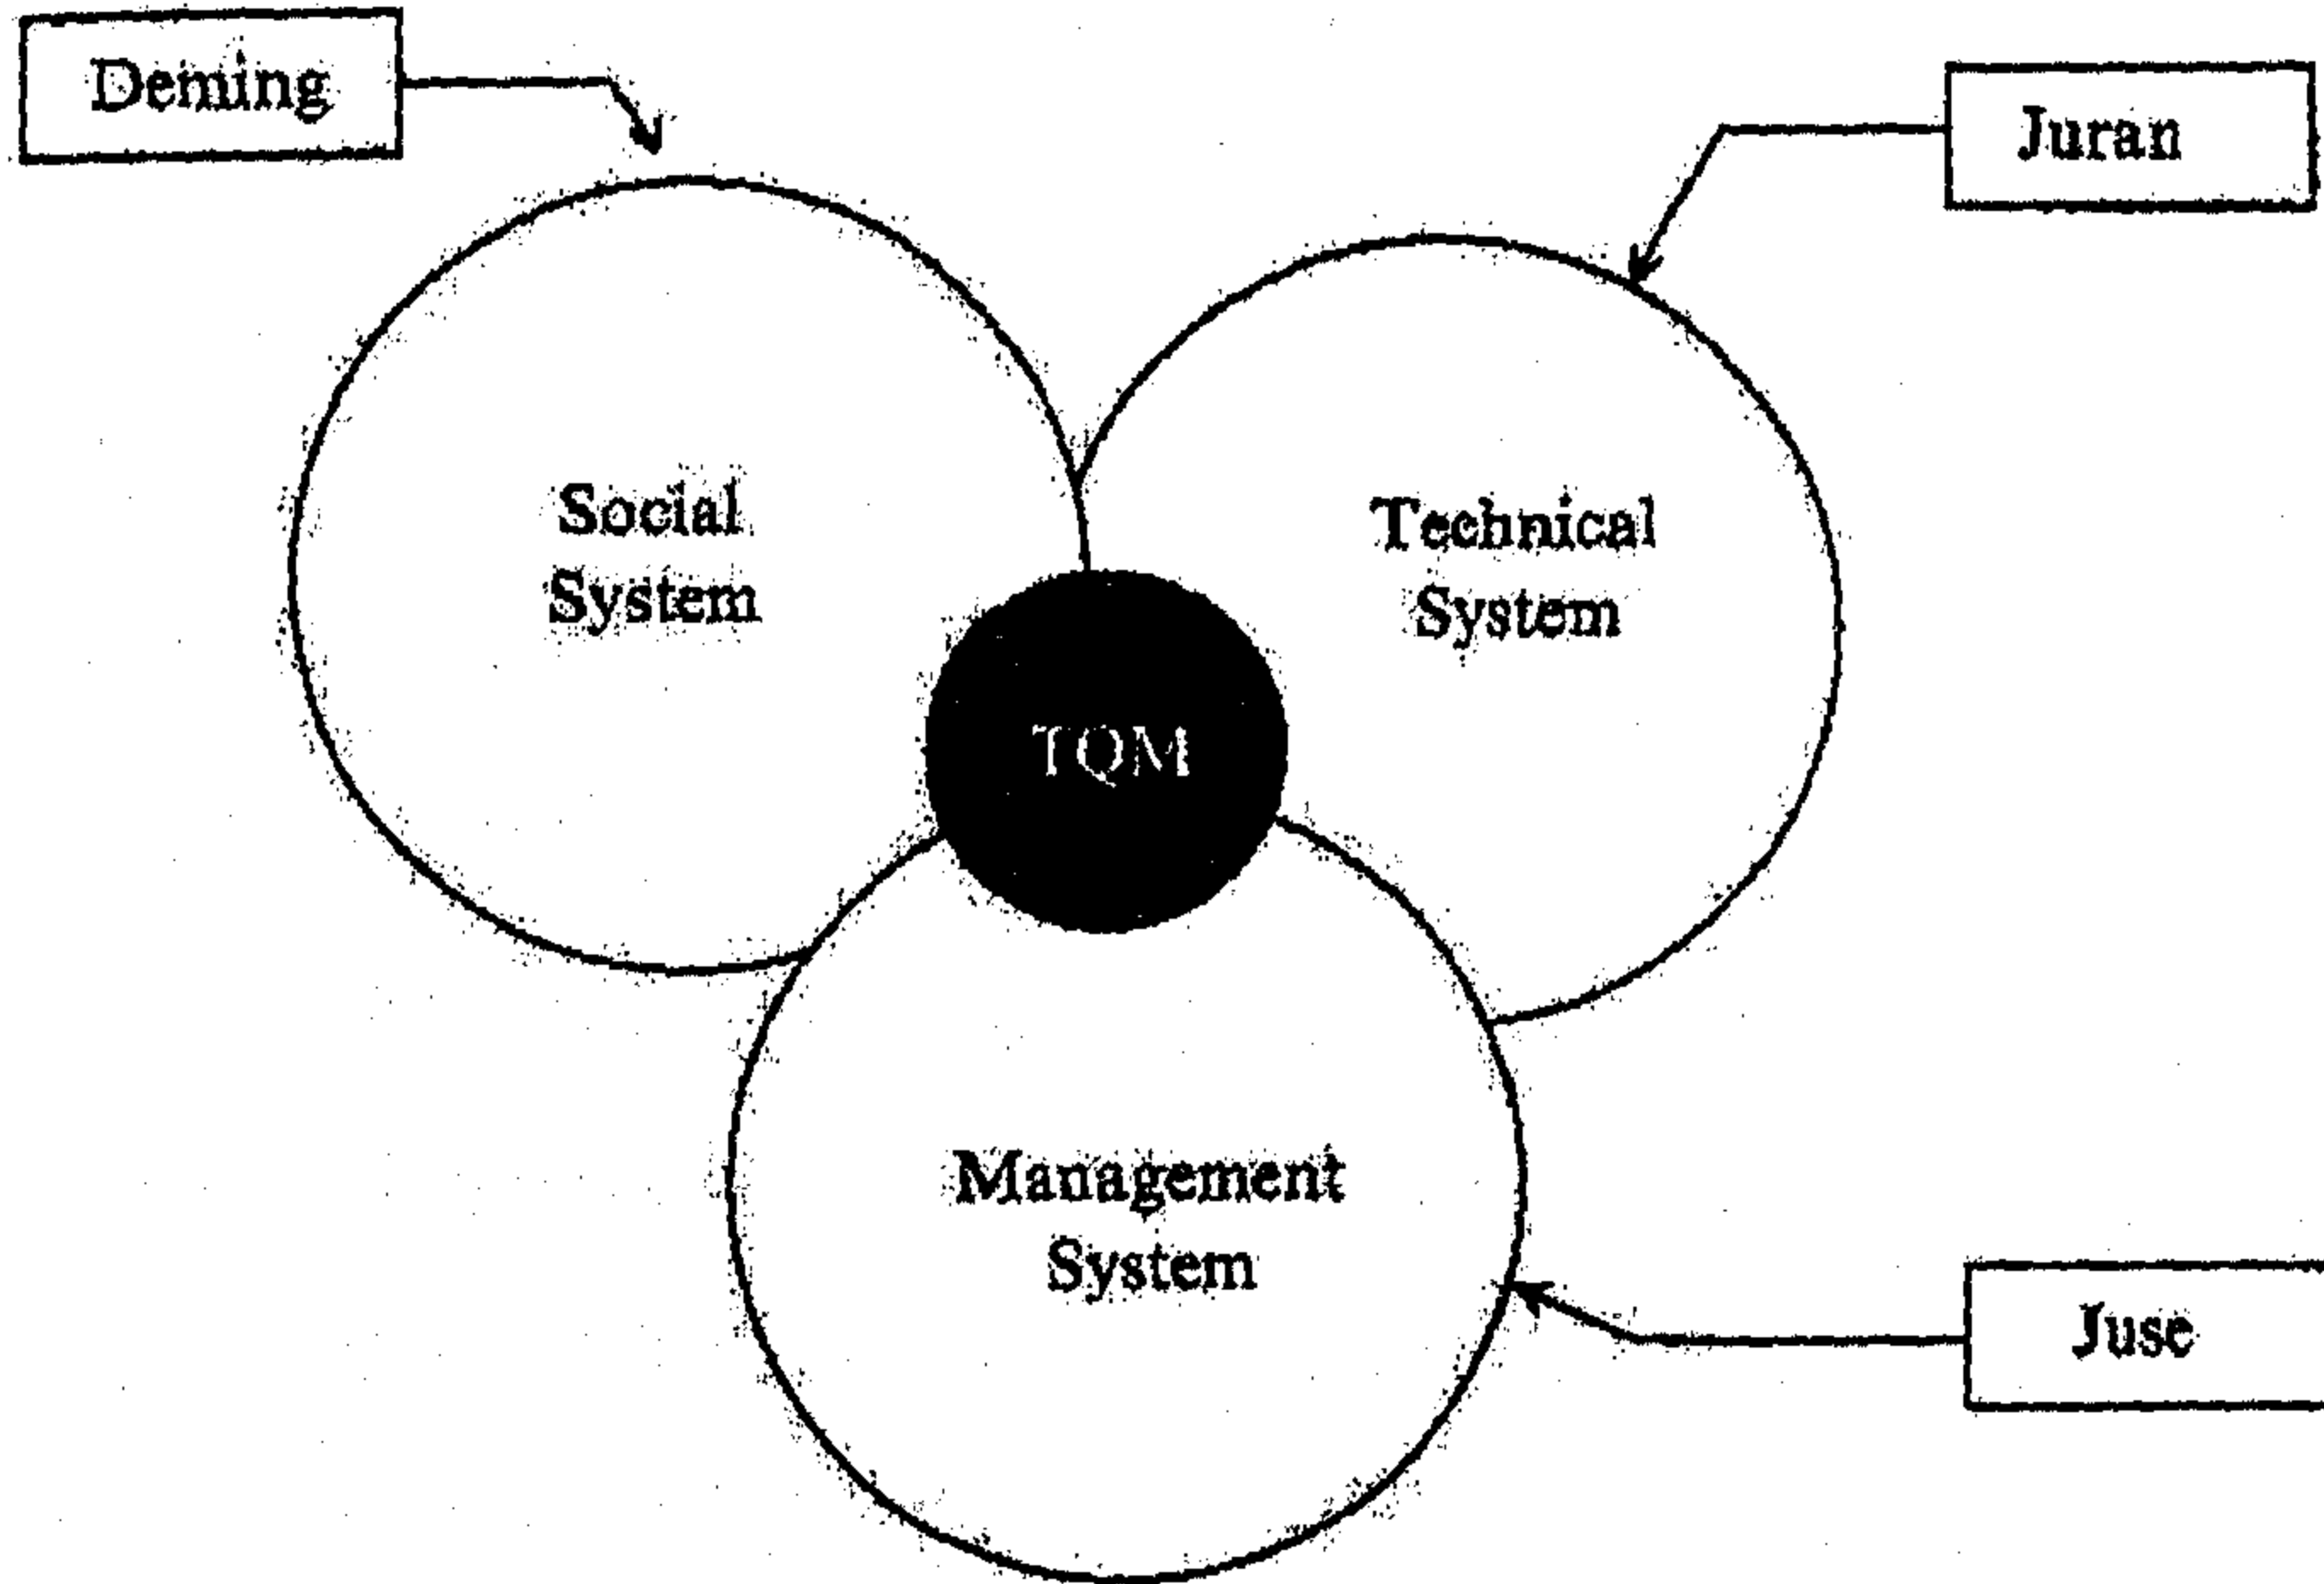 Deming
Juran
Social
System
Technical
System
TQM
Management
System
Juse